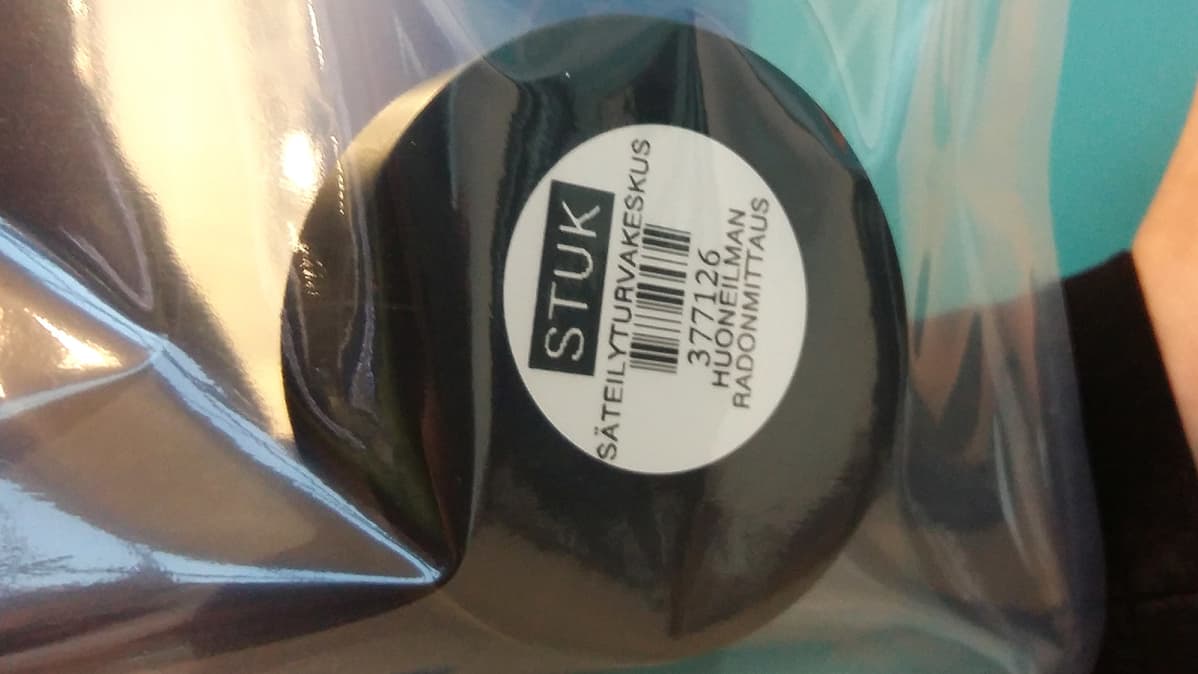 STUK
SÄTEILYTURVAKESKUS
377126
HUONEILMAN
RADONMITTAUS